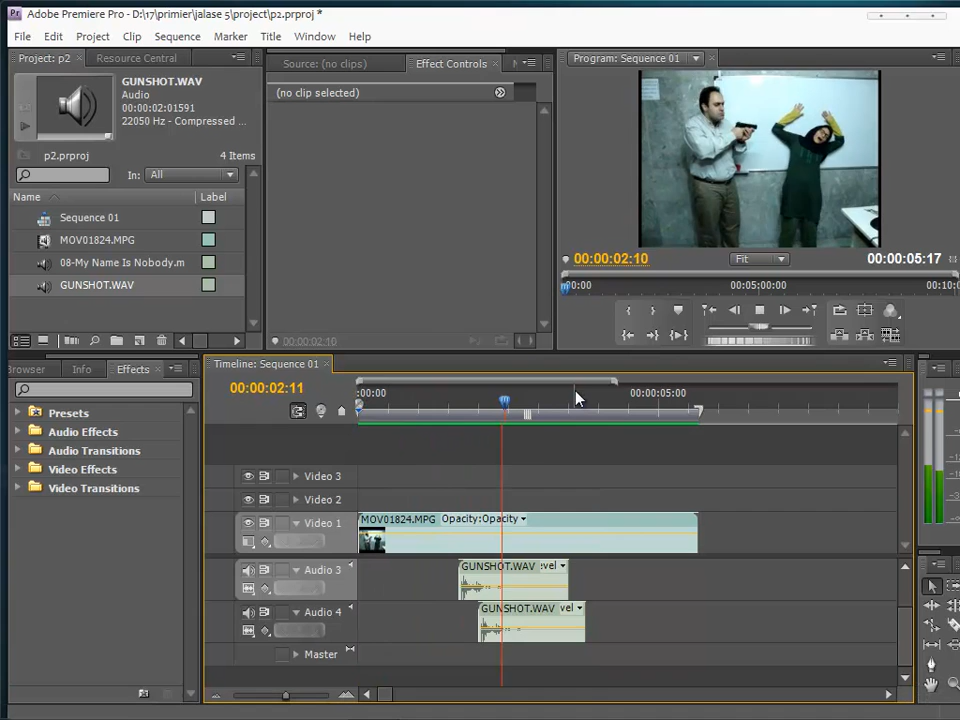 Adobe Premiere Pro - D:\17\primier\jalase 5\project\p2.prproj *
File Edit Project Clip Sequence Marker Title Window Help
Project: p2 × Resource Central
Source: (no clips) Effect Controls ×
Program: Sequence 01
GUNSHOT.WAV
Audio
00:00:02:01591
22050 Hz - Compressed ...
(no clip selected)
p2.prproj
4 Items
In: All
Name Label
Sequence 01
MOV01824.MPG
08-My Name Is Nobody.m
GUNSHOT.WAV
00:00:02:10
Fit
00:00:05:17
:00:00 00:05:00:00 00:10:0
00:00:02:10
Browser Info Effects ×
Timeline: Sequence 01 ×
00:00:02:11
:00:00 00:00:05:00
Presets
Audio Effects
Audio Transitions
Video Effects
Video Transitions
Video 3
Video 2
Video 1
MOV01824.MPG Opacity:Opacity
Audio 3
GUNSHOT.WAV :vel
Audio 4
GUNSHOT.WAV vel
Master